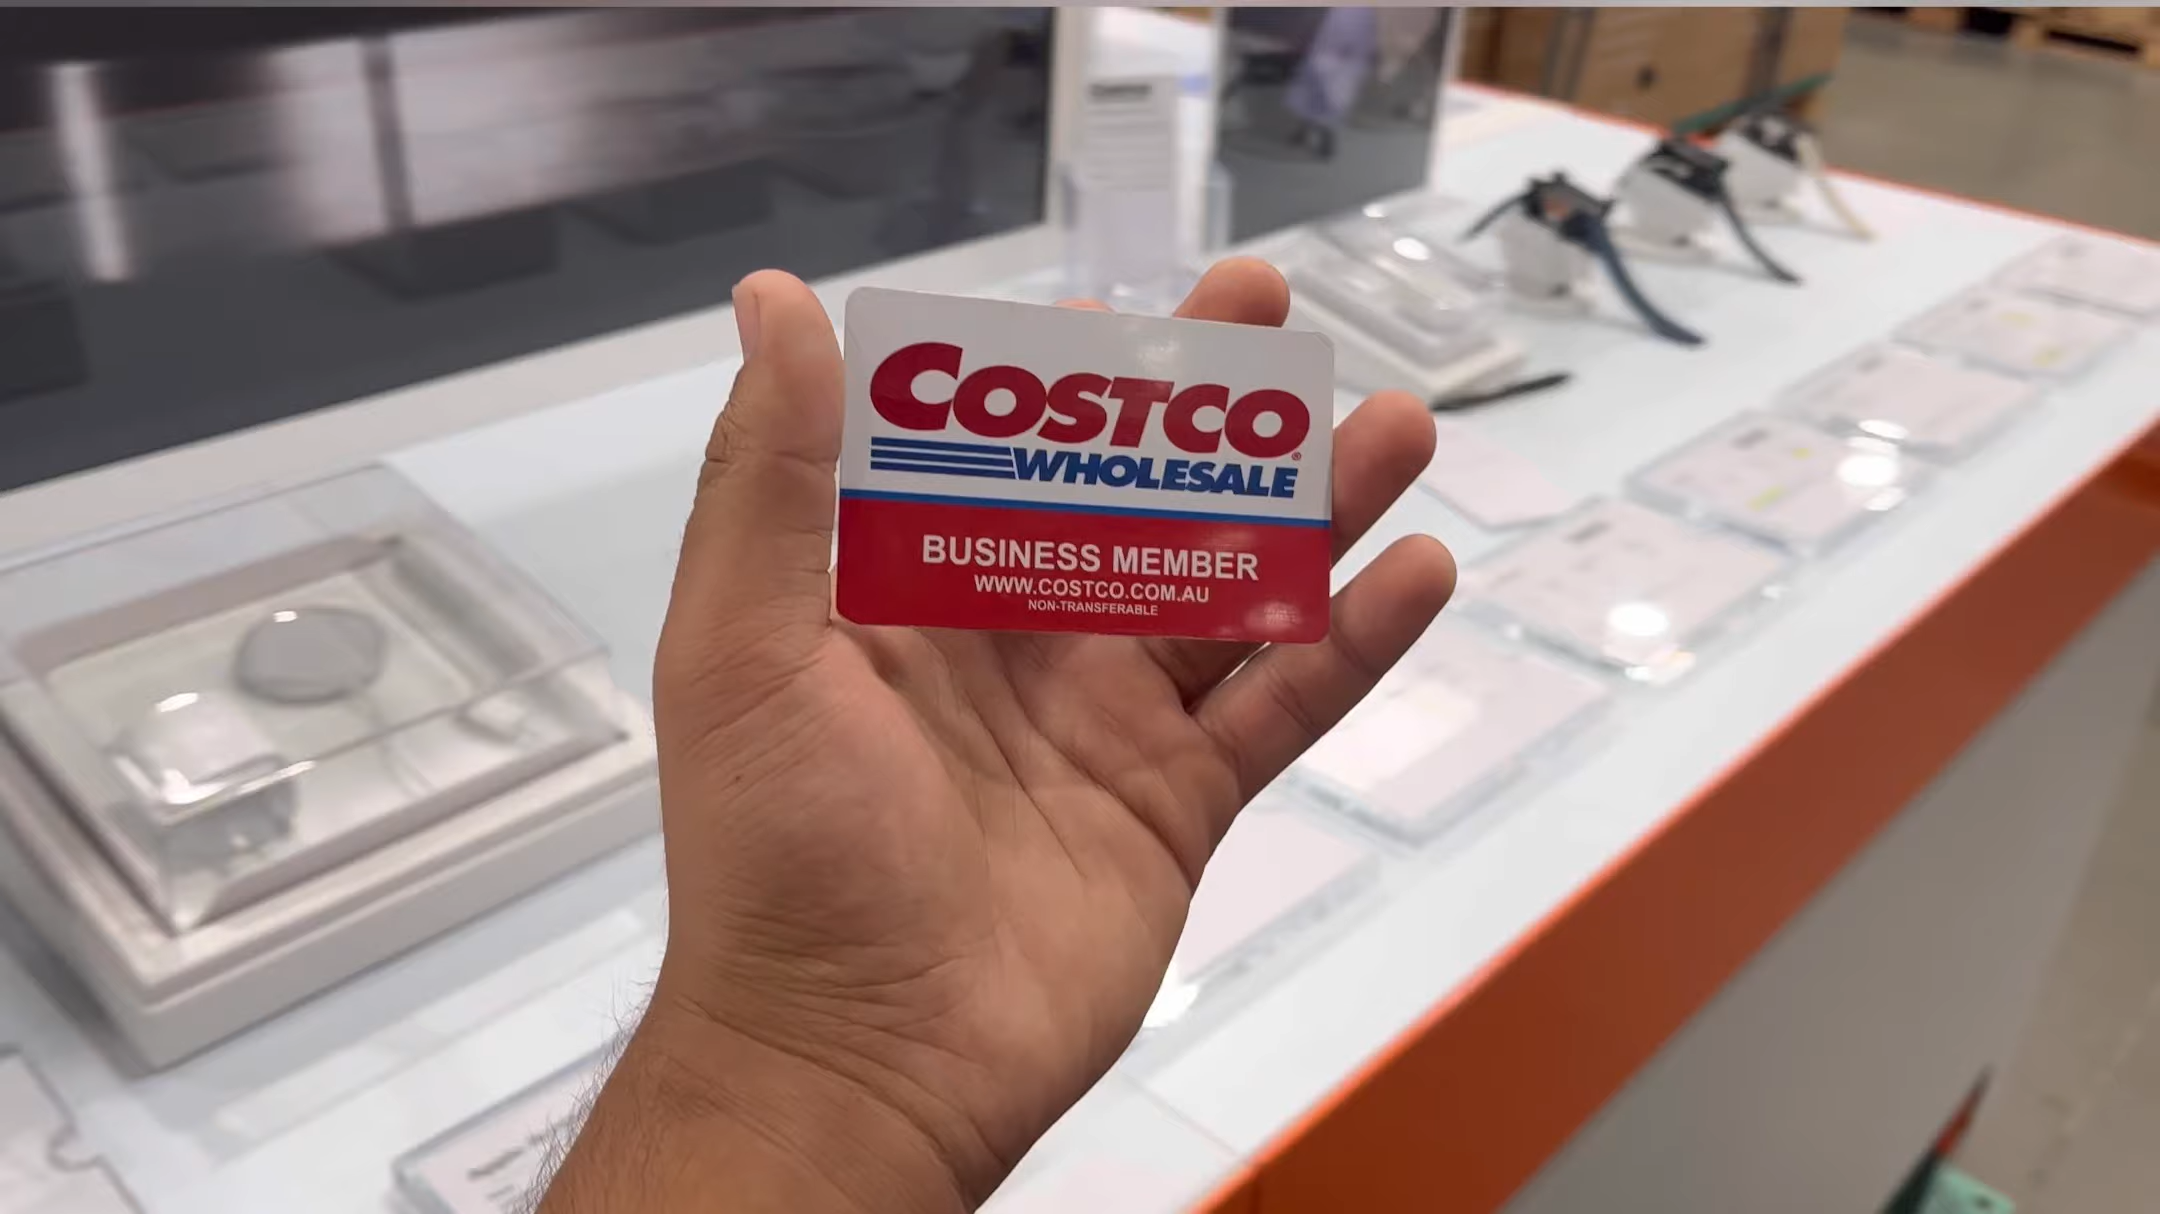 COSTCO
WHOLESALE
BUSINESS MEMBER
WWW.COSTCO.COM.AU
NON-TRANSFERABLE